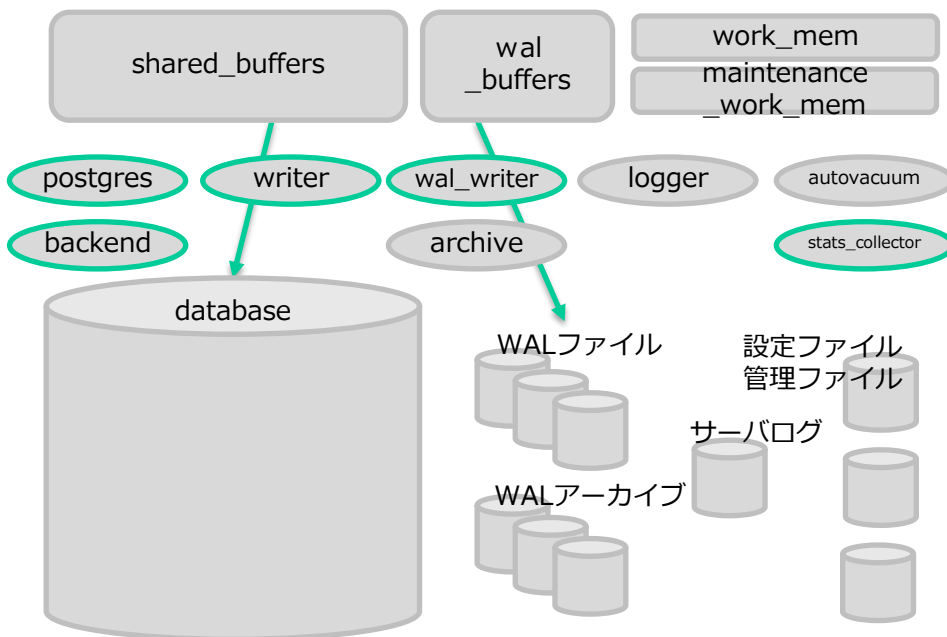 shared_buffers
wal
_buffers
work_mem
maintenance
_work_mem
postgres
writer
wal_writer
logger
autovacuum
backend
archive
stats_collector
database
WALファイル
設定ファイル
管理ファイル
サーバログ
WALアーカイブ